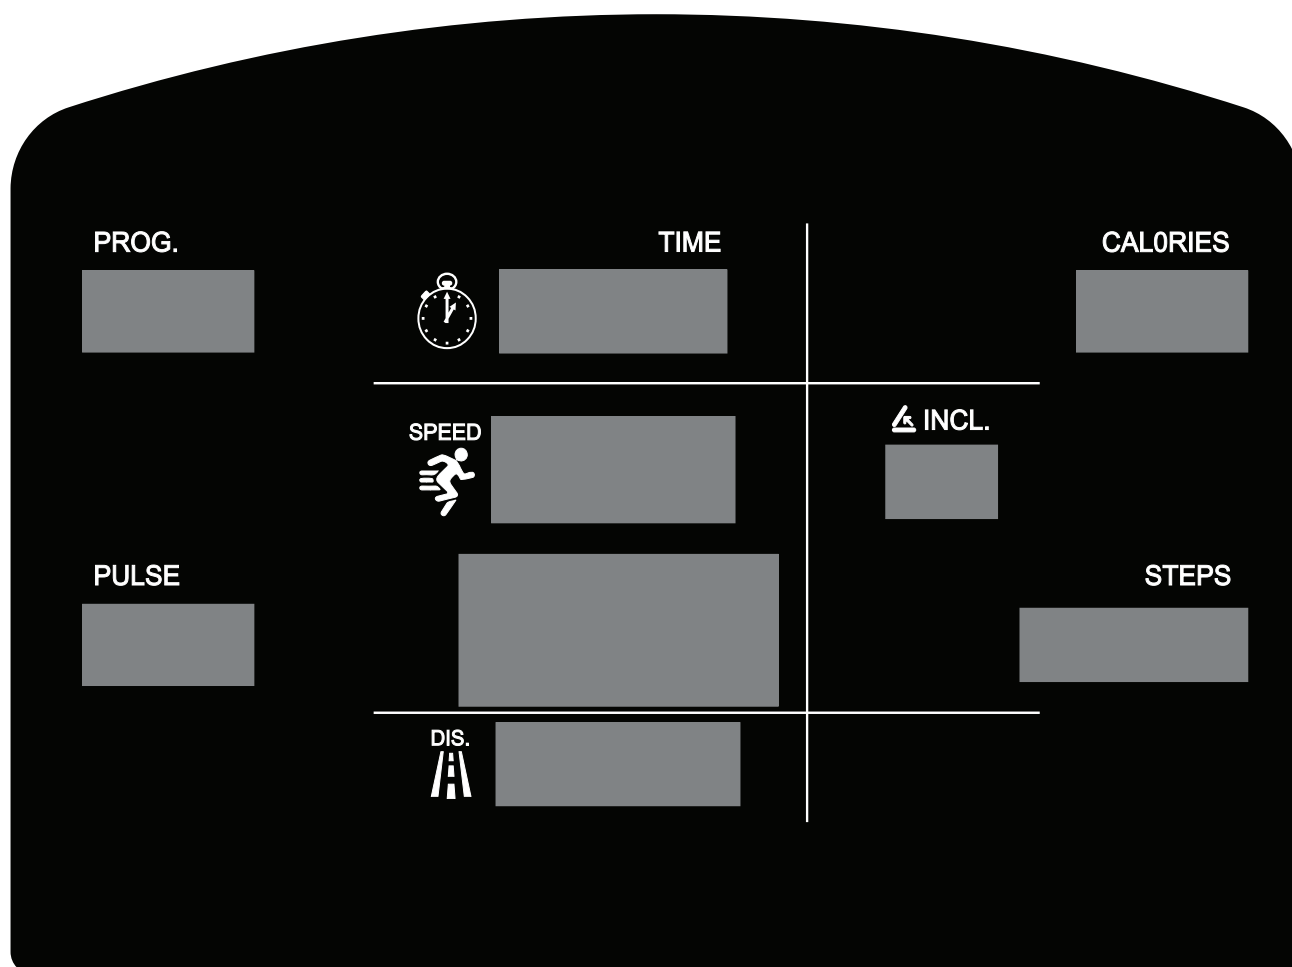 PROG.
TIME
CAL0RIES
SPEED
INCL.
PULSE
STEPS
DIS.